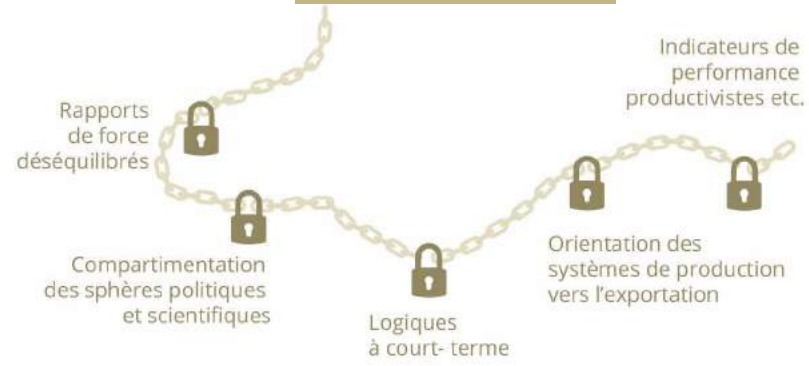 Rapports
de force
déséquilibrés
Compartimentation
des sphères politiques
et scientifiques
Logiques
à court- terme
Orientation des
systèmes de production
vers l'exportation
Indicateurs de
performance
productivistes etc.